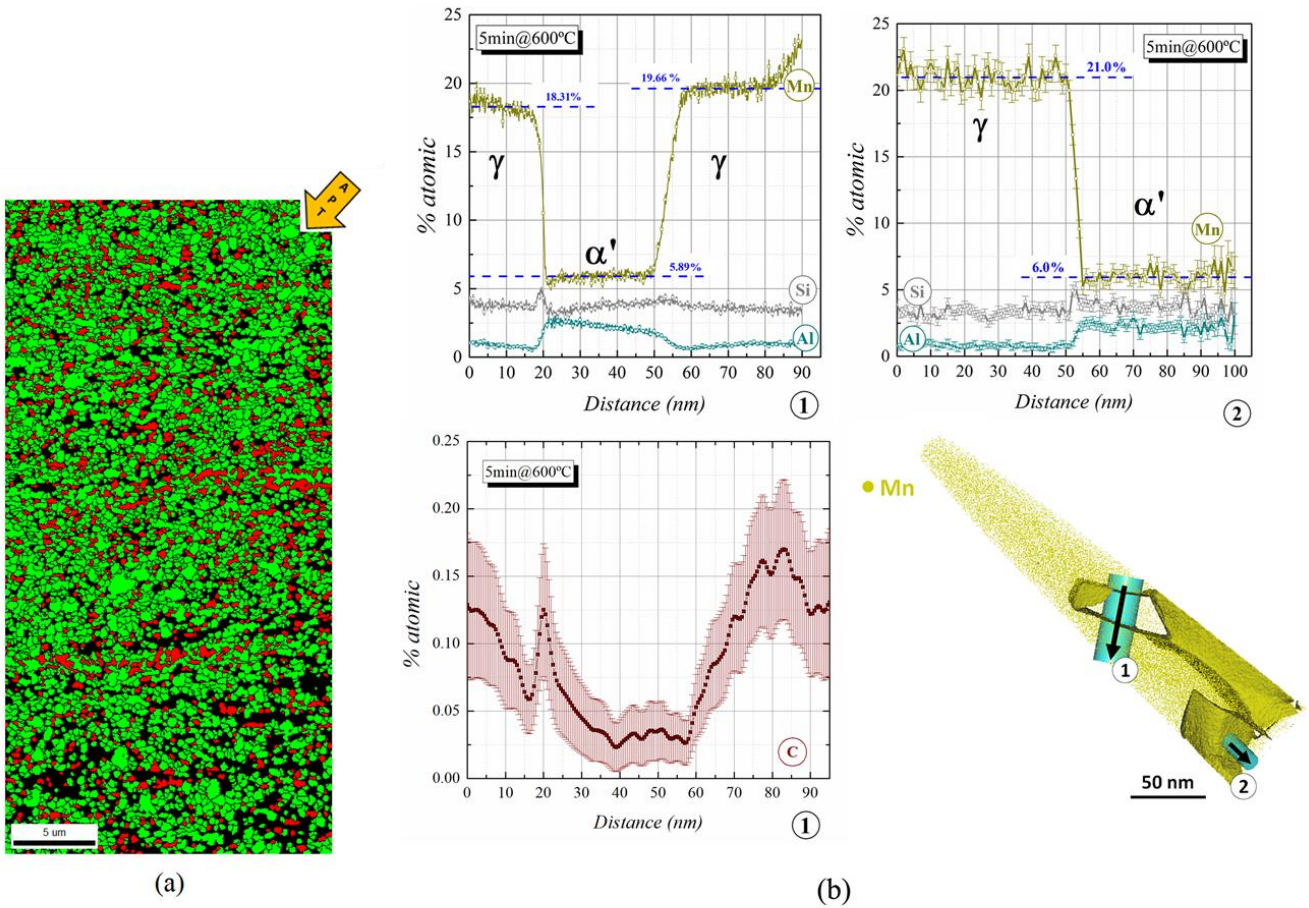 A P T
5 um
(a)
25
20
15
10
5
0
% atomic
5min@600ºC
18.31%
19.66 %
Mn
γ
γ
α'
5.89%
Si
Al
0 10 20 30 40 50 60 70 80 90
Distance (nm)
1
25
20
15
10
5
0
% atomic
5min@600ºC
21.0%
γ
α'
Mn
6.0%
Si
Al
0 10 20 30 40 50 60 70 80 90 100
Distance (nm)
2
0.25
0.20
0.15
0.10
0.05
0.00
% atomic
5min@600ºC
C
0 10 20 30 40 50 60 70 80 90
Distance (nm)
1
Mn
1
50 nm
2
(b)